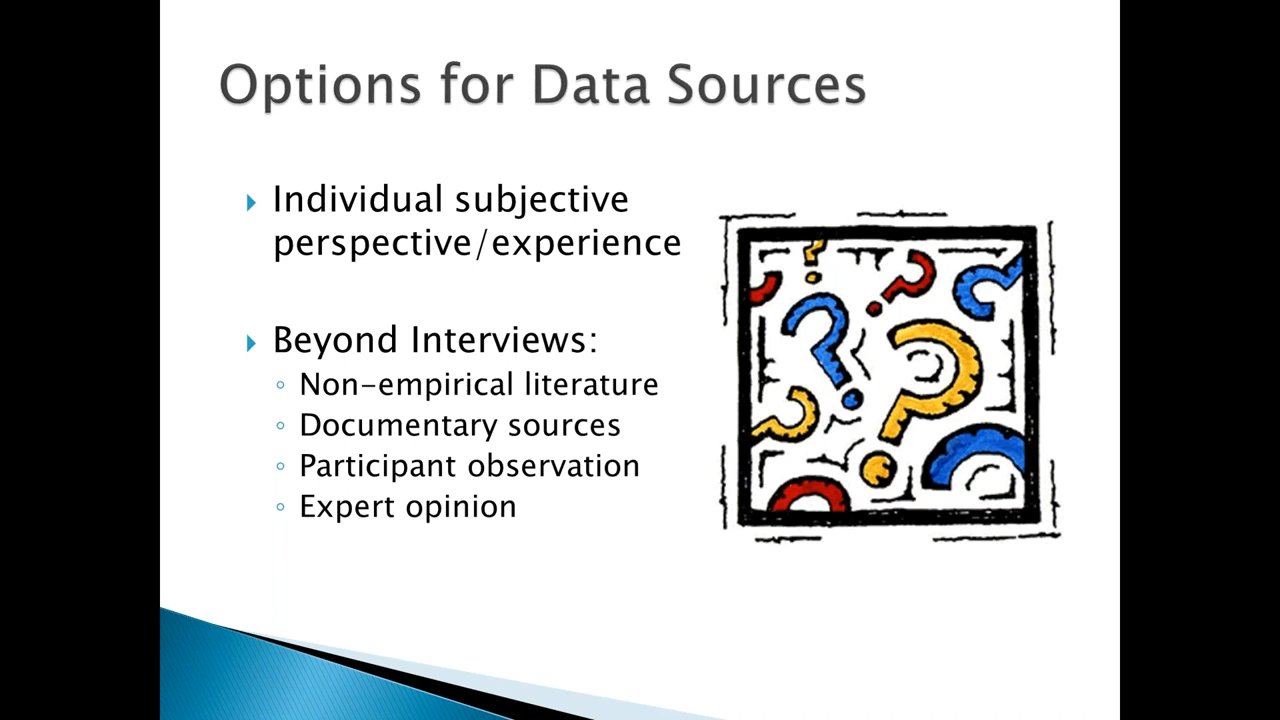 Options for Data Sources
Individual subjective
perspective/experience
Beyond Interviews:
Non-empirical literature
Documentary sources
Participant observation
Expert opinion